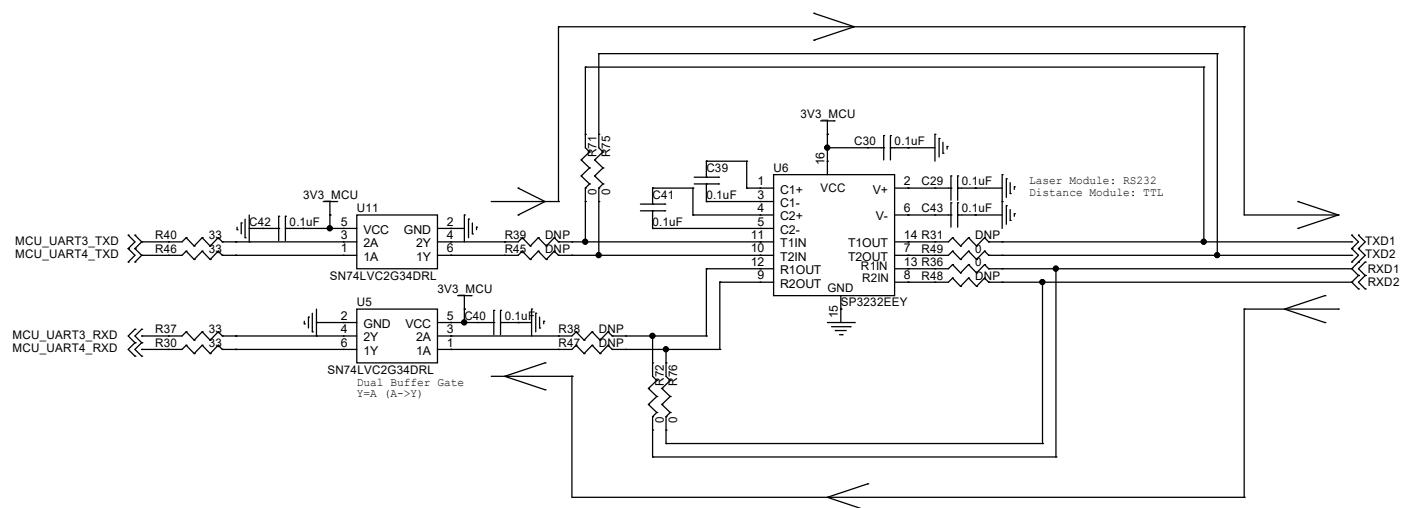 3V3_MCU
C30 0.1uF
16
R71 0
R75 0
C39
0.1uF
C41
0.1uF
U6
1 C1+ VCC V+ 2 C29 0.1uF
3 C1-
4 C2+ V- 6 C43 0.1uF
5 C2-
11 T1IN T1OUT 14 R31 DNP
10 T2IN T2OUT 7 R49 0
12 R1OUT R1IN 13 R36 0
9 R2OUT R2IN 8 R48 DNP
GND
15
SP3232EEY
Laser Module: RS232
Distance Module: TTL
TXD1
TXD2
RXD1
RXD2
3V3_MCU
C42 0.1uF
U11
5 VCC GND 2
MCU_UART3_TXD R40 33 3 2A 2Y 4 R39 DNP
MCU_UART4_TXD R46 33 1 1A 1Y 6 R45 DNP
SN74LVC2G34DRL
3V3_MCU
U5
2 GND VCC 5 C40 0.1uF
MCU_UART3_RXD R37 33 4 2Y 2A 3 R38 DNP
MCU_UART4_RXD R30 33 6 1Y 1A 1 R47 DNP
SN74LVC2G34DRL
Dual Buffer Gate
Y=A (A->Y)
R72 0
R76 0